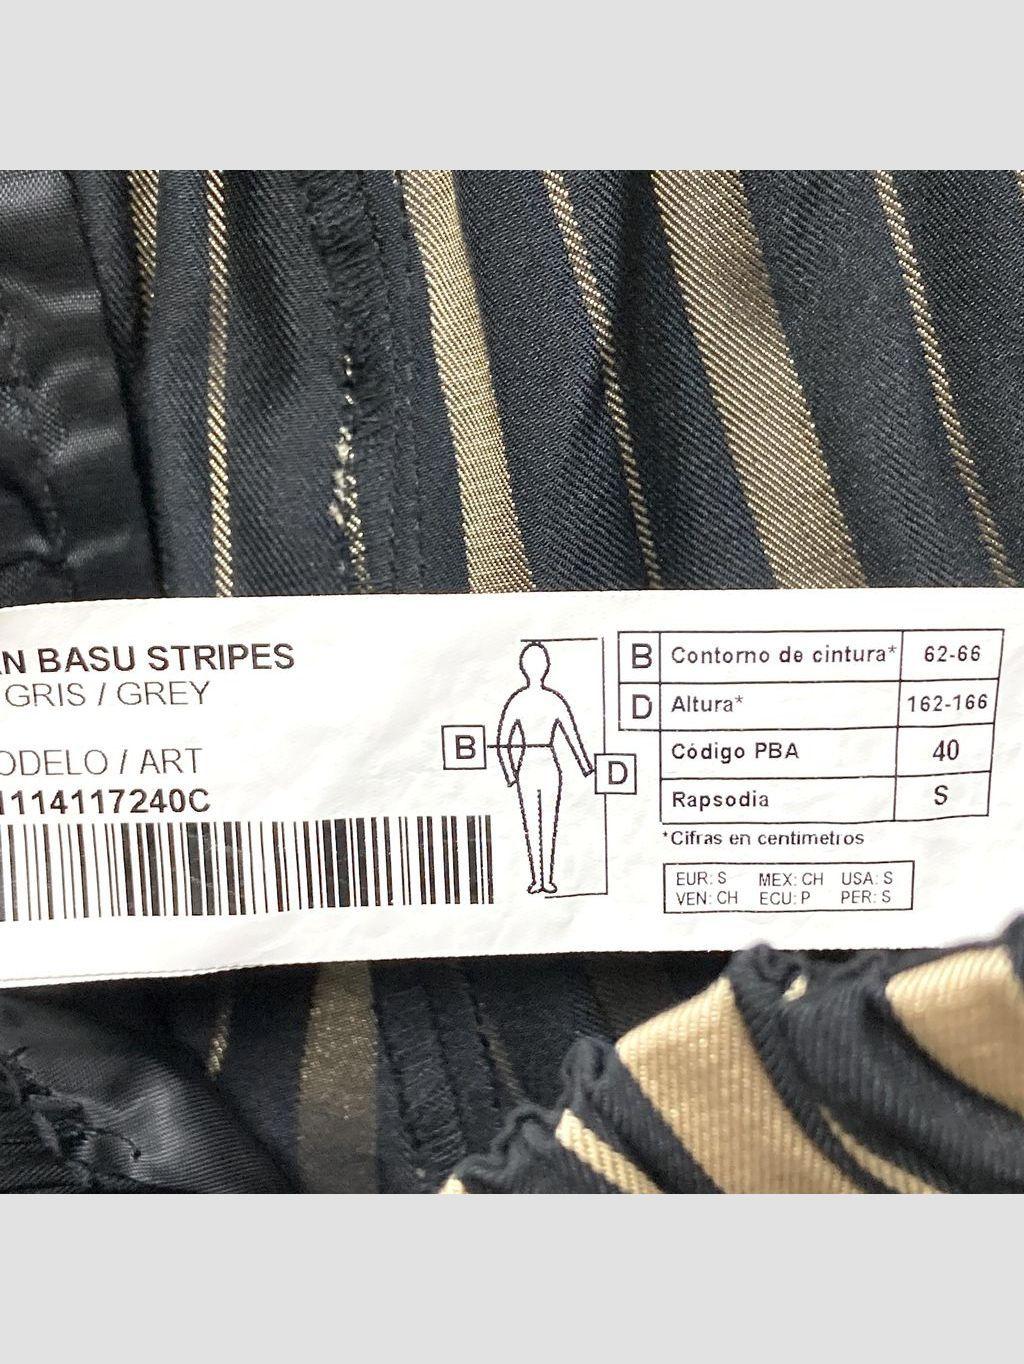 N BASU STRIPES
GRIS / GREY
ODELO / ART
1114117240C
B
D
B Contorno de cintura* 62-66
D Altura* 162-166
Código PBA 40
Rapsodia S
*Cifras en centimetros
EUR: S MEX: CH USA: S
VEN: CH ECU: P PER: S